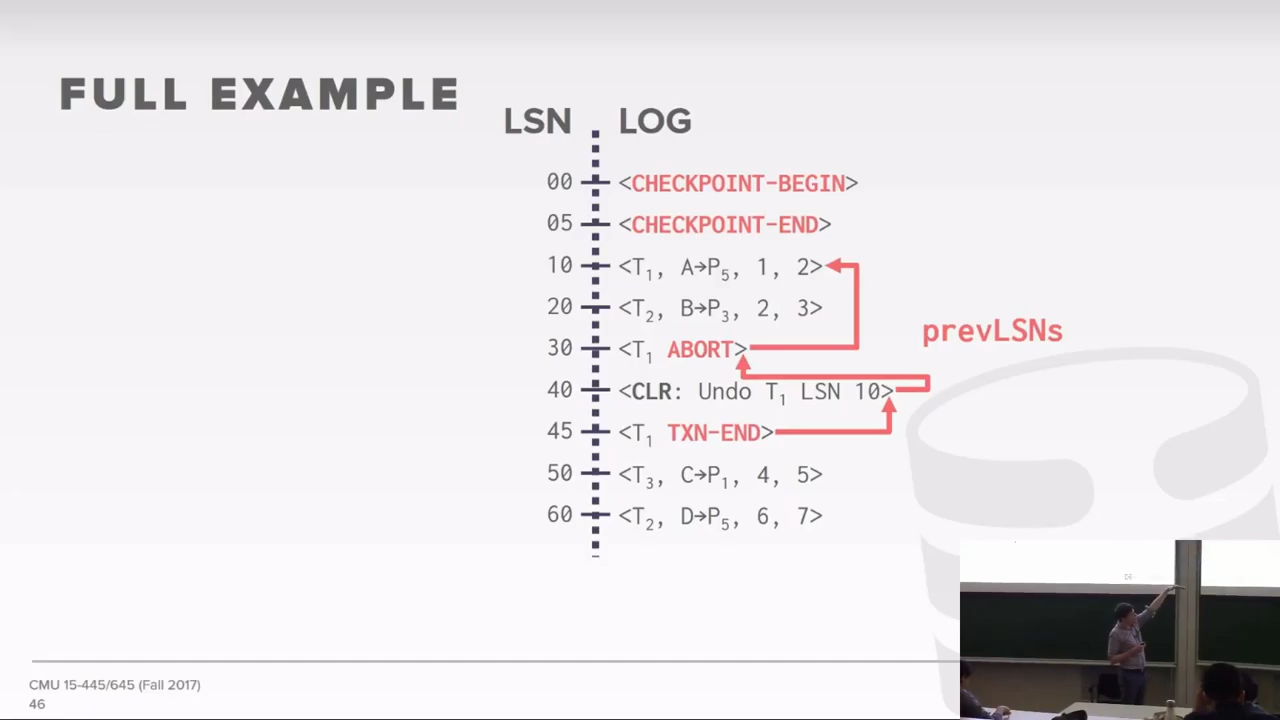 FULL EXAMPLE
LSN LOG
00 <CHECKPOINT-BEGIN>
05 <CHECKPOINT-END>
10 <T₁, A→P₅, 1, 2>
20 <T₂, B→P₃, 2, 3>
30 <T₁ ABORT>
prevLSNs
40 <CLR: Undo T₁ LSN 10>
45 <T₁ TXN-END>
50 <T₃, C→P₁, 4, 5>
60 <T₂, D→P₅, 6, 7>
CMU 15-445/645 (Fall 2017)
46